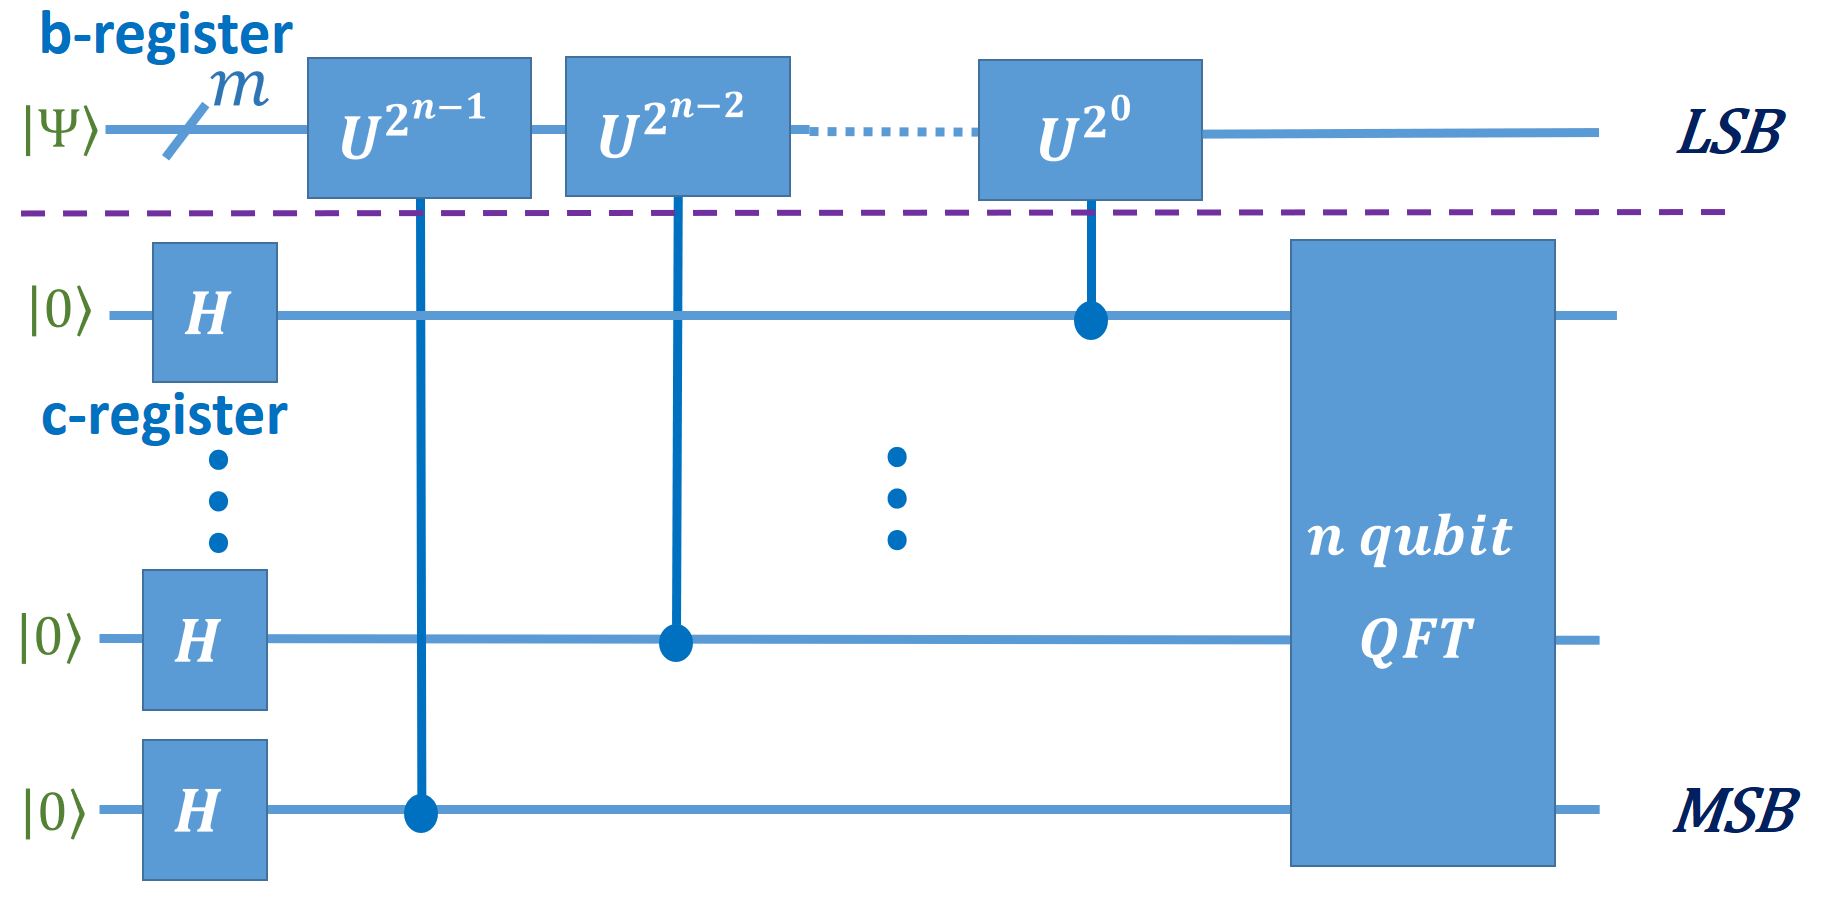 b-register
m
|Ψ⟩
U^{2^{n−1}}
U^{2^{n−2}}
U^{2^0}
LSB
|0⟩
H
c-register
n qubit
QFT
|0⟩
H
|0⟩
H
MSB